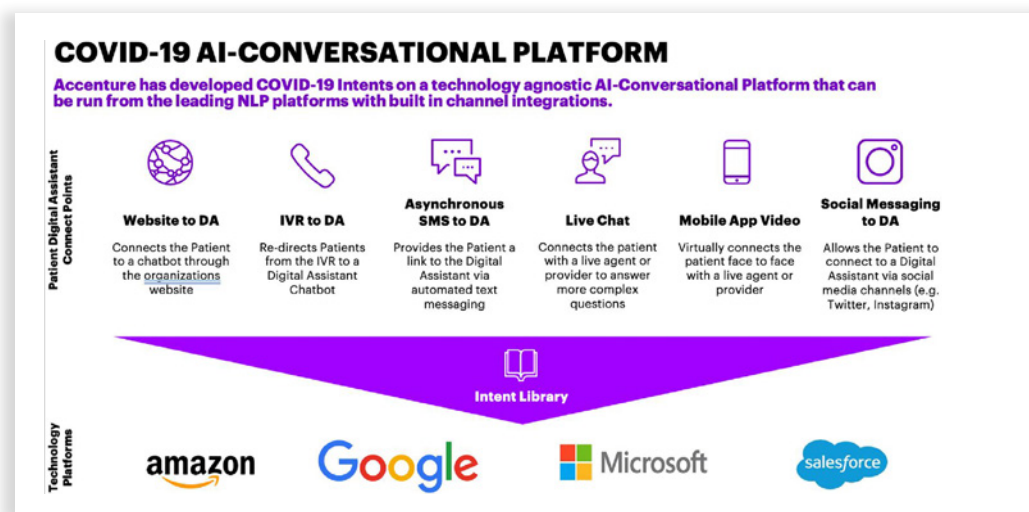 COVID-19 AI-CONVERSATIONAL PLATFORM
Accenture has developed COVID-19 Intents on a technology agnostic AI-Conversational Platform that can
be run from the leading NLP platforms with built in channel integrations.
Patient Digital Assistant
Connect Points
Website to DA
Connects the Patient
to a chatbot through
the organizations
website
IVR to DA
Re-directs Patients
from the IVR to a
Digital Assistant
Chatbot
Asynchronous
SMS to DA
Provides the Patient a
link to the Digital
Assistant via
automated text
messaging
Live Chat
Connects the patient
with a live agent or
provider to answer
more complex
questions
Mobile App Video
Virtually connects the
patient face to face
with a live agent or
provider
Social Messaging
to DA
Allows the Patient to
connect to a Digital
Assistant via social
media channels (e.g.
Twitter, Instagram)
Intent Library
Technology
Platforms
amazon
Google
Microsoft
salesforce